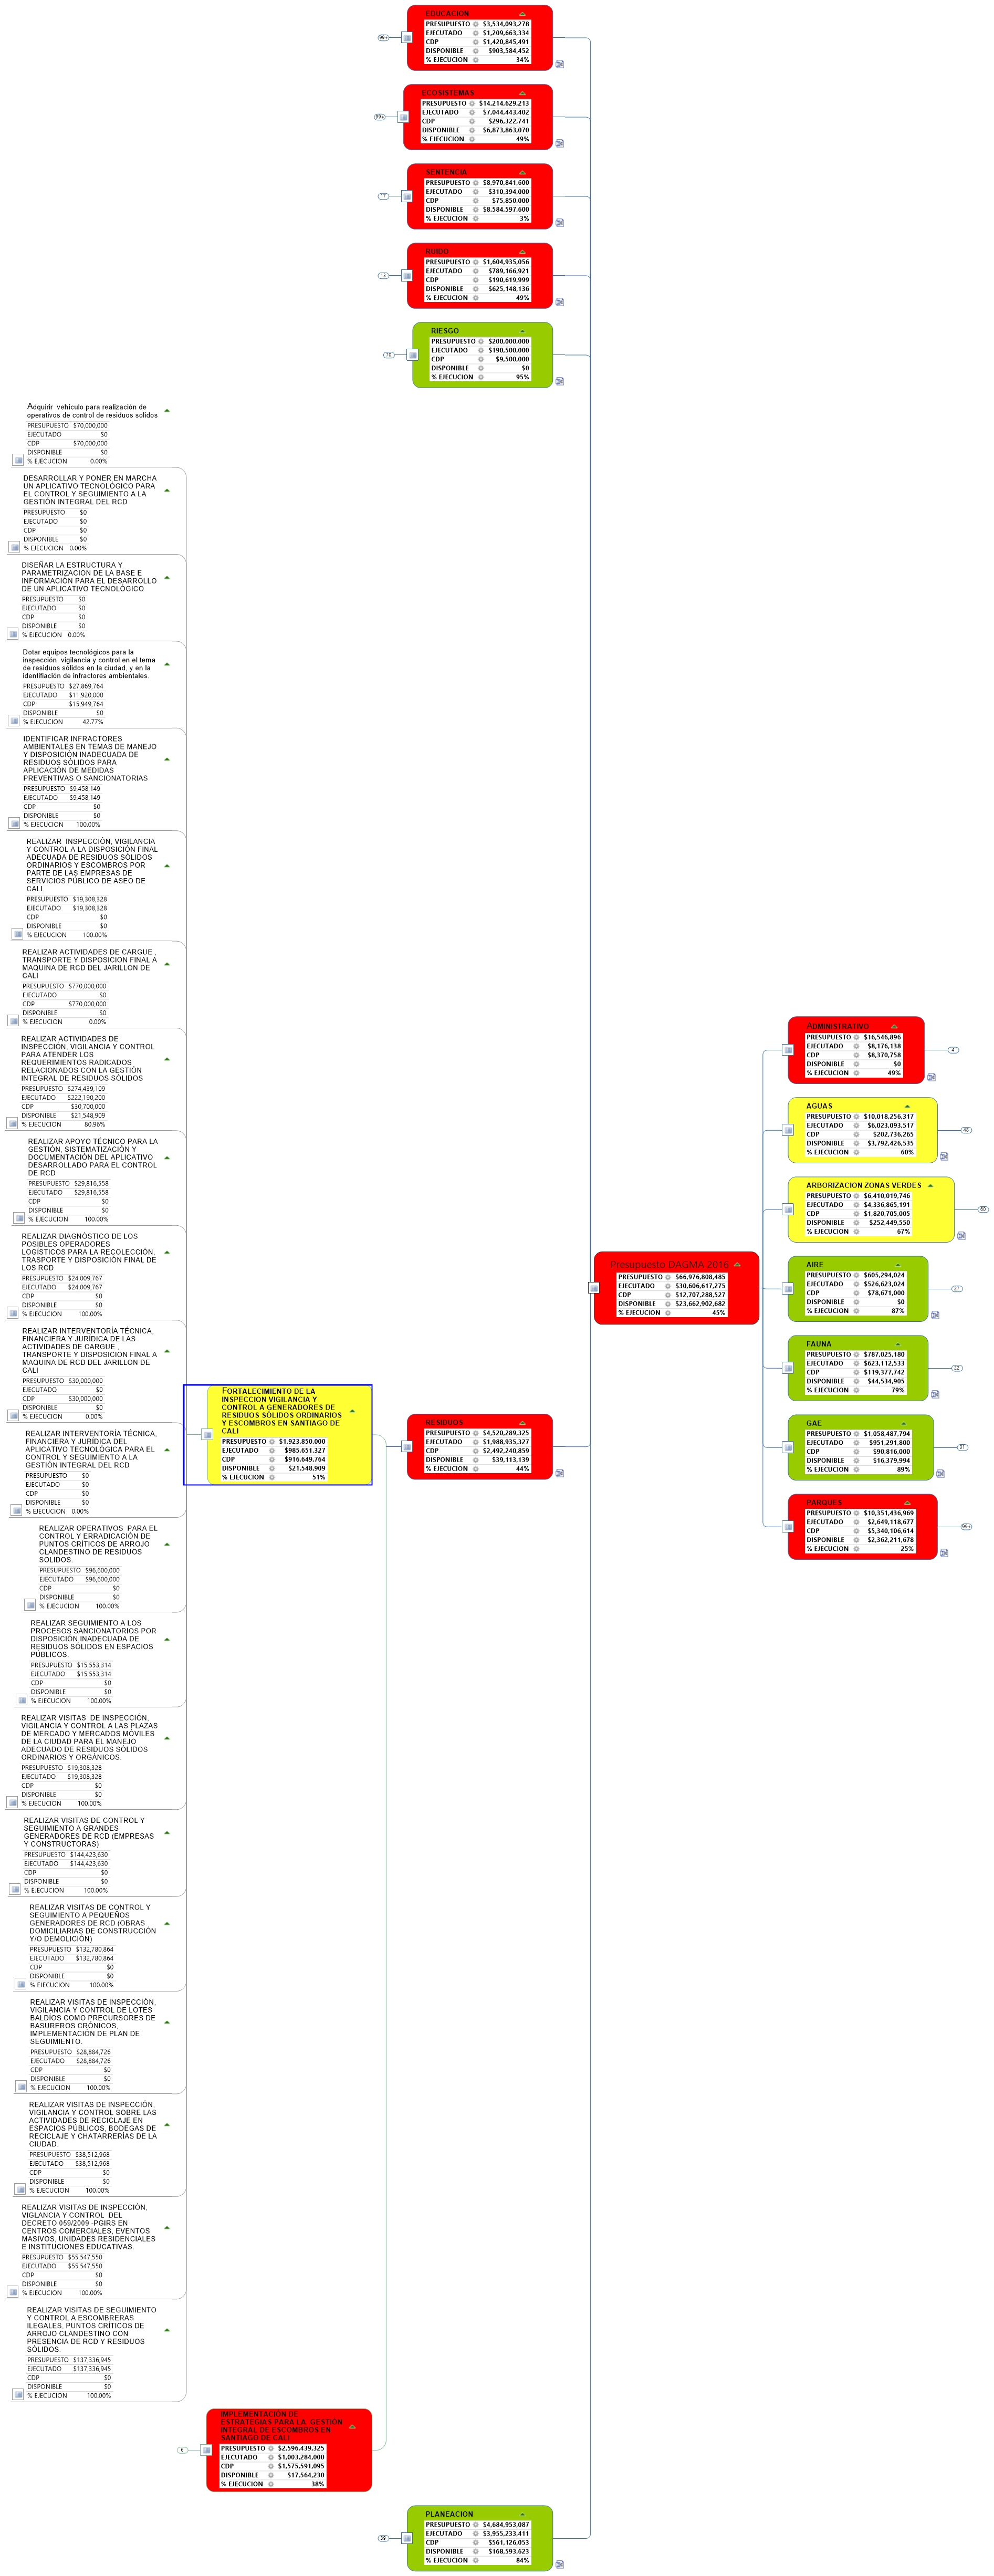 EDUCACION
PRESUPUESTO $3,534,093,278
EJECUTADO $1,209,663,334
CDP $1,420,845,491
DISPONIBLE $903,584,452
% EJECUCION 34%
99+
ECOSISTEMAS
PRESUPUESTO $14,214,629,213
EJECUTADO $7,044,443,402
CDP $296,322,741
DISPONIBLE $6,873,863,070
% EJECUCION 49%
99+
SENTENCIA
PRESUPUESTO $8,970,841,600
EJECUTADO $310,394,000
CDP $75,850,000
DISPONIBLE $8,584,597,600
% EJECUCION 3%
17
RUIDO
PRESUPUESTO $1,604,935,056
EJECUTADO $789,166,921
CDP $190,619,999
DISPONIBLE $625,148,136
% EJECUCION 49%
13
RIESGO
PRESUPUESTO $200,000,000
EJECUTADO $190,500,000
CDP $9,500,000
DISPONIBLE $0
% EJECUCION 95%
Adquirir vehículo para realización de
operativos de control de residuos solidos
PRESUPUESTO $70,000,000
EJECUTADO $0
CDP $70,000,000
DISPONIBLE $0
% EJECUCION 0.00%
DESARROLLAR Y PONER EN MARCHA
UN APLICATIVO TECNOLÓGICO PARA
EL CONTROL Y SEGUIMIENTO A LA
GESTIÓN INTEGRAL DEL RCD
PRESUPUESTO $0
EJECUTADO $0
CDP $0
DISPONIBLE $0
% EJECUCION 0.00%
DISEÑAR LA ESTRUCTURA Y
PARAMETRIZACION DE LA BASE E
INFORMACIÓN PARA EL DESARROLLO
DE UN APLICATIVO TECNOLÓGICO
PRESUPUESTO $0
EJECUTADO $0
CDP $0
DISPONIBLE $0
% EJECUCION 0.00%
Dotar equipos tecnológicos para la
inspección, vigilancia y control en el tema
de residuos sólidos en la ciudad, y en la
identifiación de infractores ambientales.
PRESUPUESTO $27,869,764
EJECUTADO $11,920,000
CDP $15,949,764
DISPONIBLE $0
% EJECUCION 42.77%
IDENTIFICAR INFRACTORES
AMBIENTALES EN TEMAS DE MANEJO
Y DISPOSICIÓN INADECUADA DE
RESIDUOS SÓLIDOS PARA
APLICACIÓN DE MEDIDAS
PREVENTIVAS O SANCIONATORIAS
PRESUPUESTO $9,458,149
EJECUTADO $9,458,149
CDP $0
DISPONIBLE $0
% EJECUCION 100.00%
REALIZAR INSPECCIÓN, VIGILANCIA
Y CONTROL A LA DISPOSICIÓN FINAL
ADECUADA DE RESIDUOS SÓLIDOS
ORDINARIOS Y ESCOMBROS POR
PARTE DE LAS EMPRESAS DE
SERVICIOS PÚBLICO DE ASEO DE
CALI.
PRESUPUESTO $19,308,328
EJECUTADO $19,308,328
CDP $0
DISPONIBLE $0
% EJECUCION 100.00%
REALIZAR ACTIVIDADES DE CARGUE ,
TRANSPORTE Y DISPOSICION FINAL A
MAQUINA DE RCD DEL JARILLON DE
CALI
PRESUPUESTO $770,000,000
EJECUTADO $0
CDP $770,000,000
DISPONIBLE $0
% EJECUCION 0.00%
REALIZAR ACTIVIDADES DE
INSPECCIÓN, VIGILANCIA Y CONTROL
PARA ATENDER LOS
REQUERIMIENTOS RADICADOS
RELACIONADOS CON LA GESTIÓN
INTEGRAL DE RESIDUOS SÓLIDOS
PRESUPUESTO $274,439,109
EJECUTADO $222,190,200
CDP $30,700,000
DISPONIBLE $21,548,909
% EJECUCION 80.96%
REALIZAR APOYO TÉCNICO PARA LA
GESTIÓN, SISTEMATIZACIÓN Y
DOCUMENTACIÓN DEL APLICATIVO
DESARROLLADO PARA EL CONTROL
DE RCD
PRESUPUESTO $29,816,558
EJECUTADO $29,816,558
CDP $0
DISPONIBLE $0
% EJECUCION 100.00%
REALIZAR DIAGNÓSTICO DE LOS
POSIBLES OPERADORES
LOGÍSTICOS PARA LA RECOLECCIÓN,
TRASPORTE Y DISPOSICIÓN FINAL DE
LOS RCD
PRESUPUESTO $24,009,767
EJECUTADO $24,009,767
CDP $0
DISPONIBLE $0
% EJECUCION 100.00%
REALIZAR INTERVENTORÍA TÉCNICA,
FINANCIERA Y JURÍDICA DE LAS
ACTIVIDADES DE CARGUE ,
TRANSPORTE Y DISPOSICION FINAL A
MAQUINA DE RCD DEL JARILLON DE
CALI
PRESUPUESTO $30,000,000
EJECUTADO $0
CDP $30,000,000
DISPONIBLE $0
% EJECUCION 0.00%
REALIZAR INTERVENTORÍA TÉCNICA,
FINANCIERA Y JURÍDICA DEL
APLICATIVO TECNOLÓGICA PARA EL
CONTROL Y SEGUIMIENTO A LA
GESTIÓN INTEGRAL DEL RCD
PRESUPUESTO $0
EJECUTADO $0
CDP $0
DISPONIBLE $0
% EJECUCION 0.00%
REALIZAR OPERATIVOS PARA EL
CONTROL Y ERRADICACIÓN DE
PUNTOS CRÍTICOS DE ARROJO
CLANDESTINO DE RESIDUOS
SOLIDOS.
PRESUPUESTO $96,600,000
EJECUTADO $96,600,000
CDP $0
DISPONIBLE $0
% EJECUCION 100.00%
REALIZAR SEGUIMIENTO A LOS
PROCESOS SANCIONATORIOS POR
DISPOSICIÓN INADECUADA DE
RESIDUOS SÓLIDOS EN ESPACIOS
PÚBLICOS.
PRESUPUESTO $15,553,314
EJECUTADO $15,553,314
CDP $0
DISPONIBLE $0
% EJECUCION 100.00%
REALIZAR VISITAS DE INSPECCIÓN,
VIGILANCIA Y CONTROL A LAS PLAZAS
DE MERCADO Y MERCADOS MÓVILES
DE LA CIUDAD PARA EL MANEJO
ADECUADO DE RESIDUOS SÓLIDOS
ORDINARIOS Y ORGÁNICOS.
PRESUPUESTO $19,308,328
EJECUTADO $19,308,328
CDP $0
DISPONIBLE $0
% EJECUCION 100.00%
REALIZAR VISITAS DE CONTROL Y
SEGUIMIENTO A GRANDES
GENERADORES DE RCD (EMPRESAS
Y CONSTRUCTORAS)
PRESUPUESTO $144,423,630
EJECUTADO $144,423,630
CDP $0
DISPONIBLE $0
% EJECUCION 100.00%
REALIZAR VISITAS DE CONTROL Y
SEGUIMIENTO A PEQUEÑOS
GENERADORES DE RCD (OBRAS
DOMICILIARIAS DE CONSTRUCCIÓN
Y/O DEMOLICIÓN)
PRESUPUESTO $132,780,864
EJECUTADO $132,780,864
CDP $0
DISPONIBLE $0
% EJECUCION 100.00%
REALIZAR VISITAS DE INSPECCIÓN,
VIGILANCIA Y CONTROL DE LOTES
BALDÍOS COMO PRECURSORES DE
BASUREROS CRÓNICOS,
IMPLEMENTACIÓN DE PLAN DE
SEGUIMIENTO.
PRESUPUESTO $28,884,726
EJECUTADO $28,884,726
CDP $0
DISPONIBLE $0
% EJECUCION 100.00%
REALIZAR VISITAS DE INSPECCIÓN,
VIGILANCIA Y CONTROL SOBRE LAS
ACTIVIDADES DE RECICLAJE EN
ESPACIOS PÚBLICOS, BODEGAS DE
RECICLAJE Y CHATARRERÍAS DE LA
CIUDAD.
PRESUPUESTO $38,512,968
EJECUTADO $38,512,968
CDP $0
DISPONIBLE $0
% EJECUCION 100.00%
REALIZAR VISITAS DE INSPECCIÓN,
VIGLANCIA Y CONTROL DEL
DECRETO 059/2009 -PGIRS EN
CENTROS COMERCIALES, EVENTOS
MASIVOS, UNIDADES RESIDENCIALES
E INSTITUCIONES EDUCATIVAS.
PRESUPUESTO $55,547,550
EJECUTADO $55,547,550
CDP $0
DISPONIBLE $0
% EJECUCION 100.00%
REALIZAR VISITAS DE SEGUIMIENTO
Y CONTROL A ESCOMBRERAS
ILEGALES, PUNTOS CRÍTICOS DE
ARROJO CLANDESTINO CON
PRESENCIA DE RCD Y RESIDUOS
SÓLIDOS.
PRESUPUESTO $137,336,945
EJECUTADO $137,336,945
CDP $0
DISPONIBLE $0
% EJECUCION 100.00%
FORTALECIMIENTO DE LA
INSPECCION VIGILANCIA Y
CONTROL A GENERADORES DE
RESIDUOS SÓLIDOS ORDINARIOS
Y ESCOMBROS EN SANTIAGO DE
CALI
PRESUPUESTO $1,923,850,000
EJECUTADO $985,651,327
CDP $916,649,764
DISPONIBLE $21,548,909
% EJECUCION 51%
RESIDUOS
PRESUPUESTO $4,520,289,325
EJECUTADO $1,988,935,327
CDP $2,492,240,859
DISPONIBLE $39,113,139
% EJECUCION 44%
IMPLEMENTACIÓN DE
ESTRATEGIAS PARA LA GESTIÓN
INTEGRAL DE ESCOMBROS EN
SANTIAGO DE CALI
PRESUPUESTO $2,596,439,325
EJECUTADO $1,003,284,000
CDP $1,575,591,095
DISPONIBLE $17,564,230
% EJECUCION 38%
PLANEACION
PRESUPUESTO $4,684,953,087
EJECUTADO $3,955,233,411
CDP $561,126,053
DISPONIBLE $168,593,623
% EJECUCION 84%
39
Presupuesto DAGMA 2016
PRESUPUESTO $66,976,808,485
EJECUTADO $30,606,617,275
CDP $12,707,288,527
DISPONIBLE $23,662,902,682
% EJECUCION 45%
ADMINISTRATIVO
PRESUPUESTO $16,546,896
EJECUTADO $8,176,138
CDP $8,370,758
DISPONIBLE $0
% EJECUCION 49%
4
AGUAS
PRESUPUESTO $10,018,256,317
EJECUTADO $6,023,093,517
CDP $202,736,265
DISPONIBLE $3,792,426,535
% EJECUCION 60%
ARBORIZACION ZONAS VERDES
PRESUPUESTO $6,410,019,746
EJECUTADO $4,336,865,191
CDP $1,820,705,005
DISPONIBLE $252,449,550
% EJECUCION 67%
60
AIRE
PRESUPUESTO $605,294,024
EJECUTADO $526,623,024
CDP $78,671,000
DISPONIBLE $0
% EJECUCION 87%
27
FAUNA
PRESUPUESTO $787,025,180
EJECUTADO $623,112,533
CDP $119,377,742
DISPONIBLE $44,534,905
% EJECUCION 79%
22
GAE
PRESUPUESTO $1,058,487,794
EJECUTADO $951,291,800
CDP $90,816,000
DISPONIBLE $16,379,994
% EJECUCION 89%
31
PARQUES
PRESUPUESTO $10,351,436,969
EJECUTADO $2,649,118,677
CDP $5,340,106,614
DISPONIBLE $2,362,211,678
% EJECUCION 25%
99+